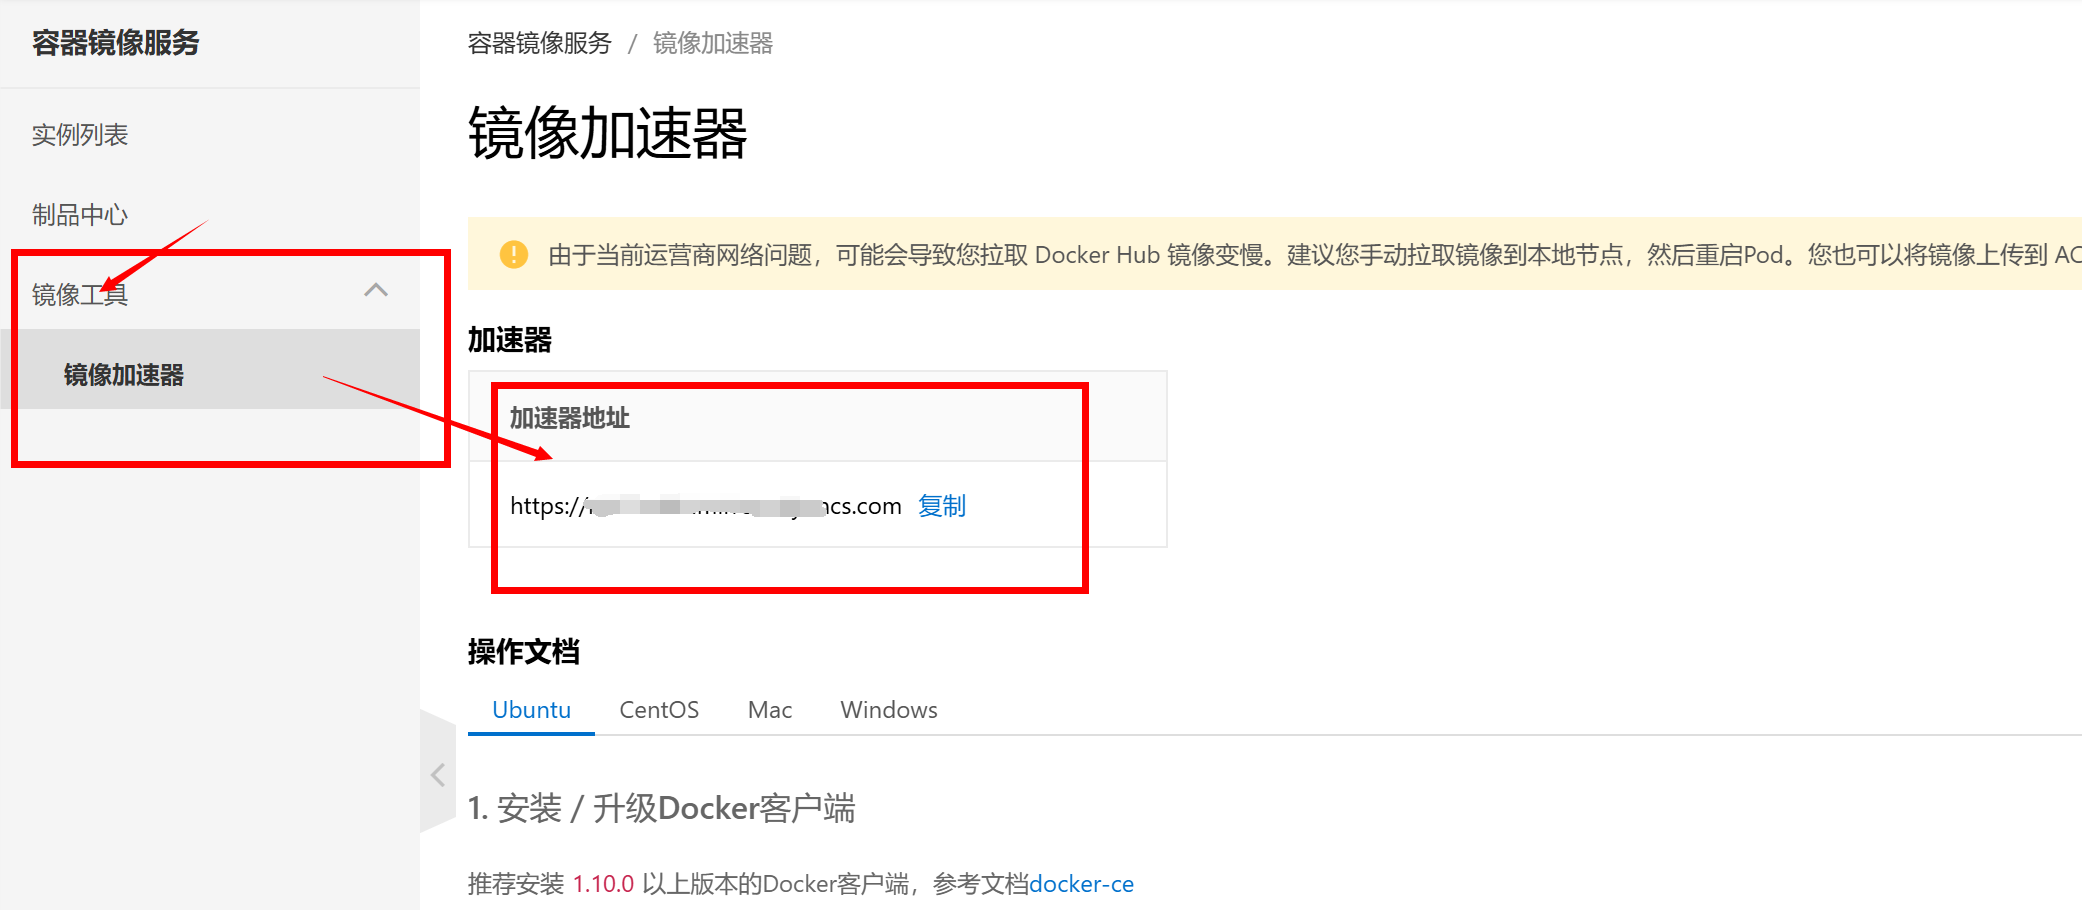 容器镜像服务
实例列表
制品中心
镜像工具
镜像加速器
容器镜像服务 / 镜像加速器
镜像加速器
由于当前运营商网络问题，可能会导致您拉取 Docker Hub 镜像变慢。建议您手动拉取镜像到本地节点，然后重启Pod。您也可以将镜像上传到 AC
加速器
加速器地址
https:// cs.com 复制
操作文档
Ubuntu CentOS Mac Windows
1. 安装 / 升级Docker客户端
推荐安装 1.10.0 以上版本的Docker客户端，参考文档docker-ce